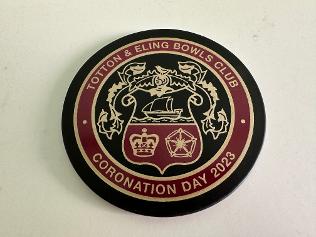 TOTTON & ELING BOWLS CLUB
CORONATION DAY 2023